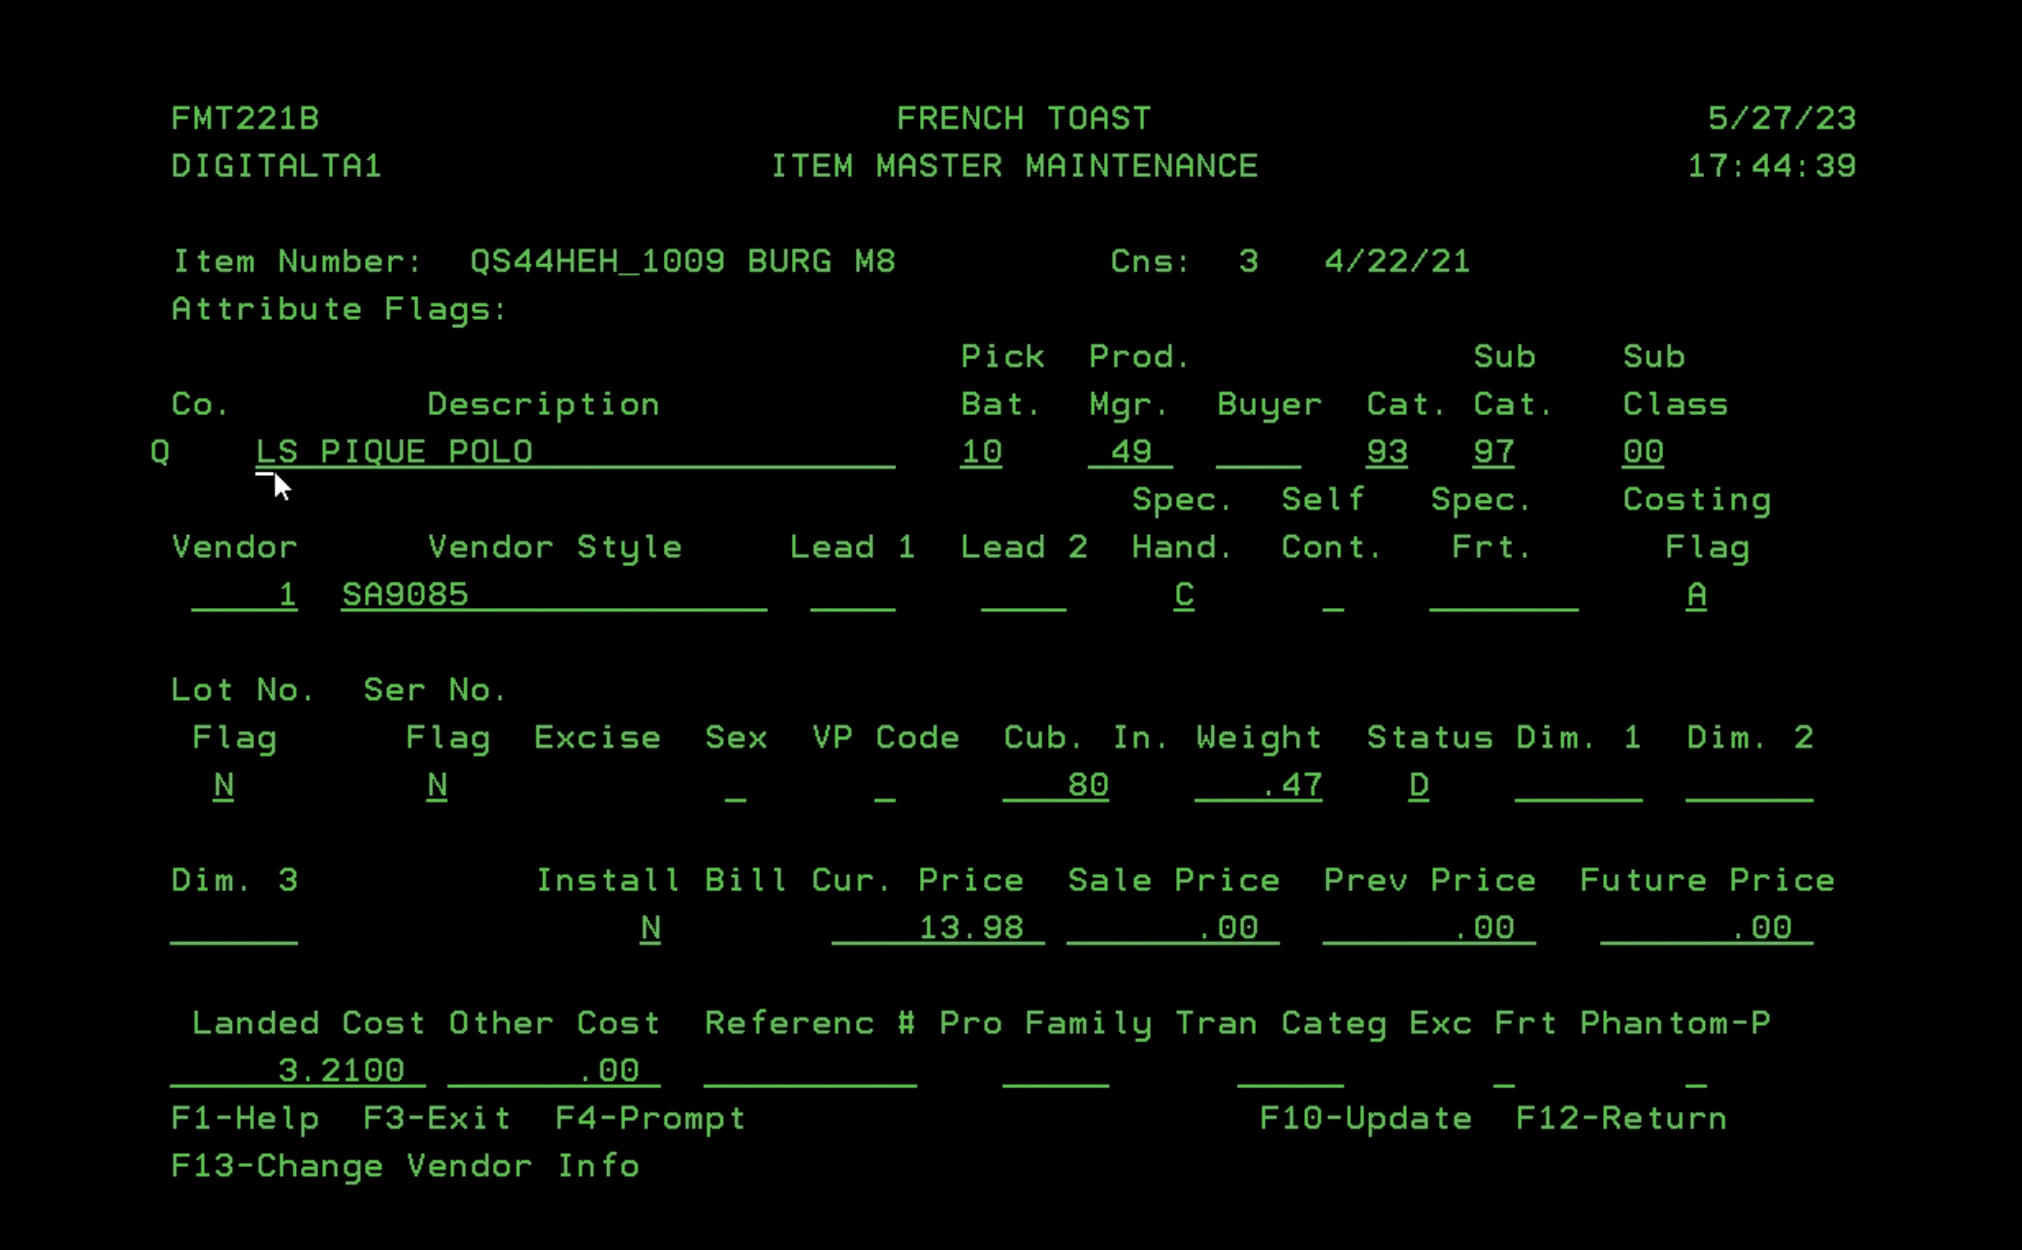 FMT221B FRENCH TOAST 5/27/23
DIGITALTA1 ITEM MASTER MAINTENANCE 17:44:39
Item Number: QS44HEH_1009 BURG M8 Cns: 3 4/22/21
Attribute Flags:
Pick Prod. Sub Sub
Co. Description Bat. Mgr. Buyer Cat. Cat. Class
Q LS PIQUE POLO 10 49 93 97 00
Spec. Self Spec. Costing
Vendor Vendor Style Lead 1 Lead 2 Hand. Cont. Frt. Flag
1 SA9085 C A
Lot No. Ser No.
Flag Flag Excise Sex VP Code Cub. In. Weight Status Dim. 1 Dim. 2
N N 80 .47 D
Dim. 3 Install Bill Cur. Price Sale Price Prev Price Future Price
N 13.98 .00 .00 .00
Landed Cost Other Cost Referenc # Pro Family Tran Categ Exc Frt Phantom-P
3.2100 .00
F1-Help F3-Exit F4-Prompt F10-Update F12-Return
F13-Change Vendor Info